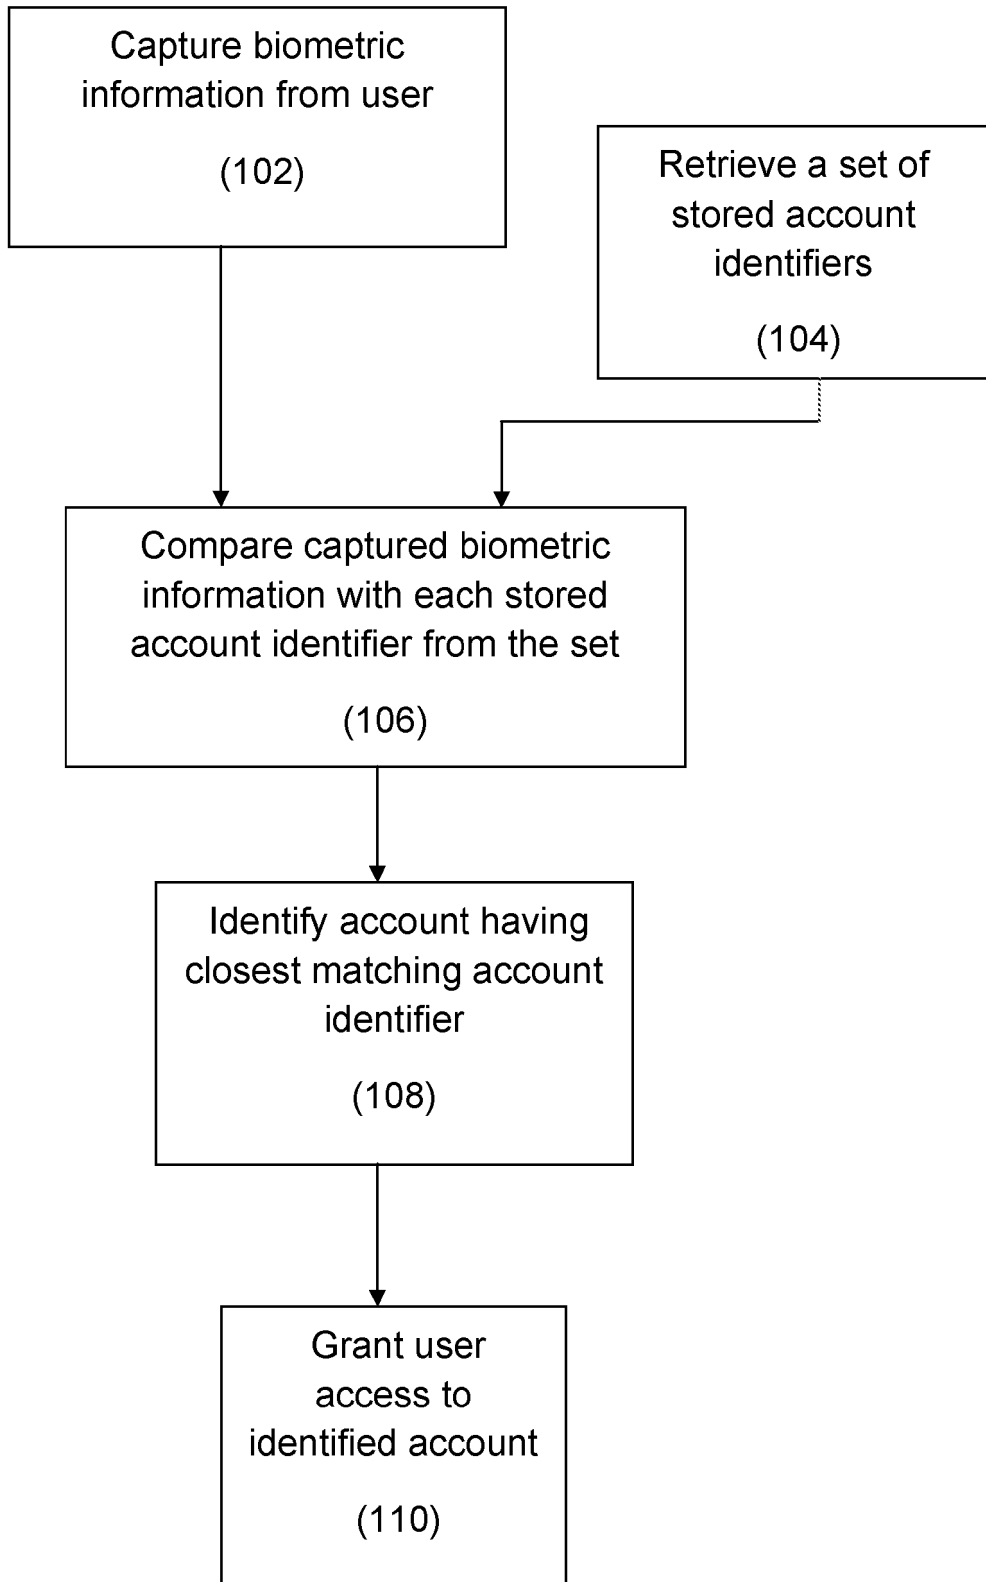 Capture biometric
information from user
(102)
Retrieve a set of
stored account
identifiers
(104)
Compare captured biometric
information with each stored
account identifier from the set
(106)
Identify account having
closest matching account
identifier
(108)
Grant user
access to
identified account
(110)